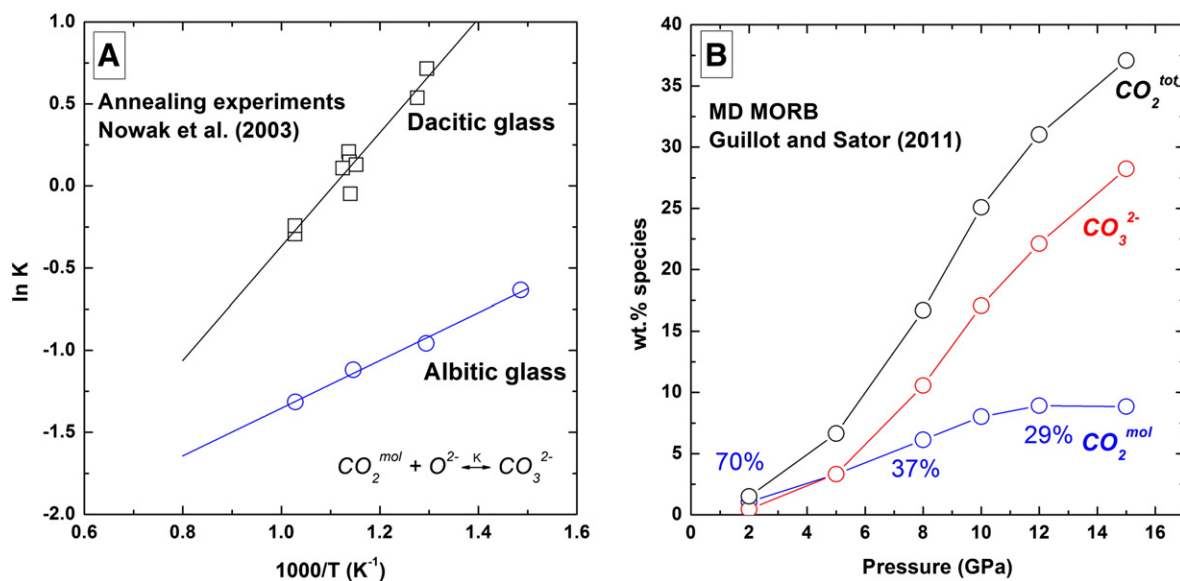 A
Annealing experiments
Nowak et al. (2003)
Dacitic glass
Albitic glass
CO₂ᵐᵒˡ + O²⁻ ⟷ᴷ CO₃²⁻
ln K
1.0
0.5
0.0
-0.5
-1.0
-1.5
-2.0
0.6 0.8 1.0 1.2 1.4 1.6
1000/T (K⁻¹)
B
MD MORB
Guillot and Sator (2011)
CO₂ᵗᵒᵗ
CO₃²⁻
CO₂ᵐᵒˡ
70%
37%
29%
wt.% species
40
35
30
25
20
15
10
5
0
0 2 4 6 8 10 12 14 16
Pressure (GPa)